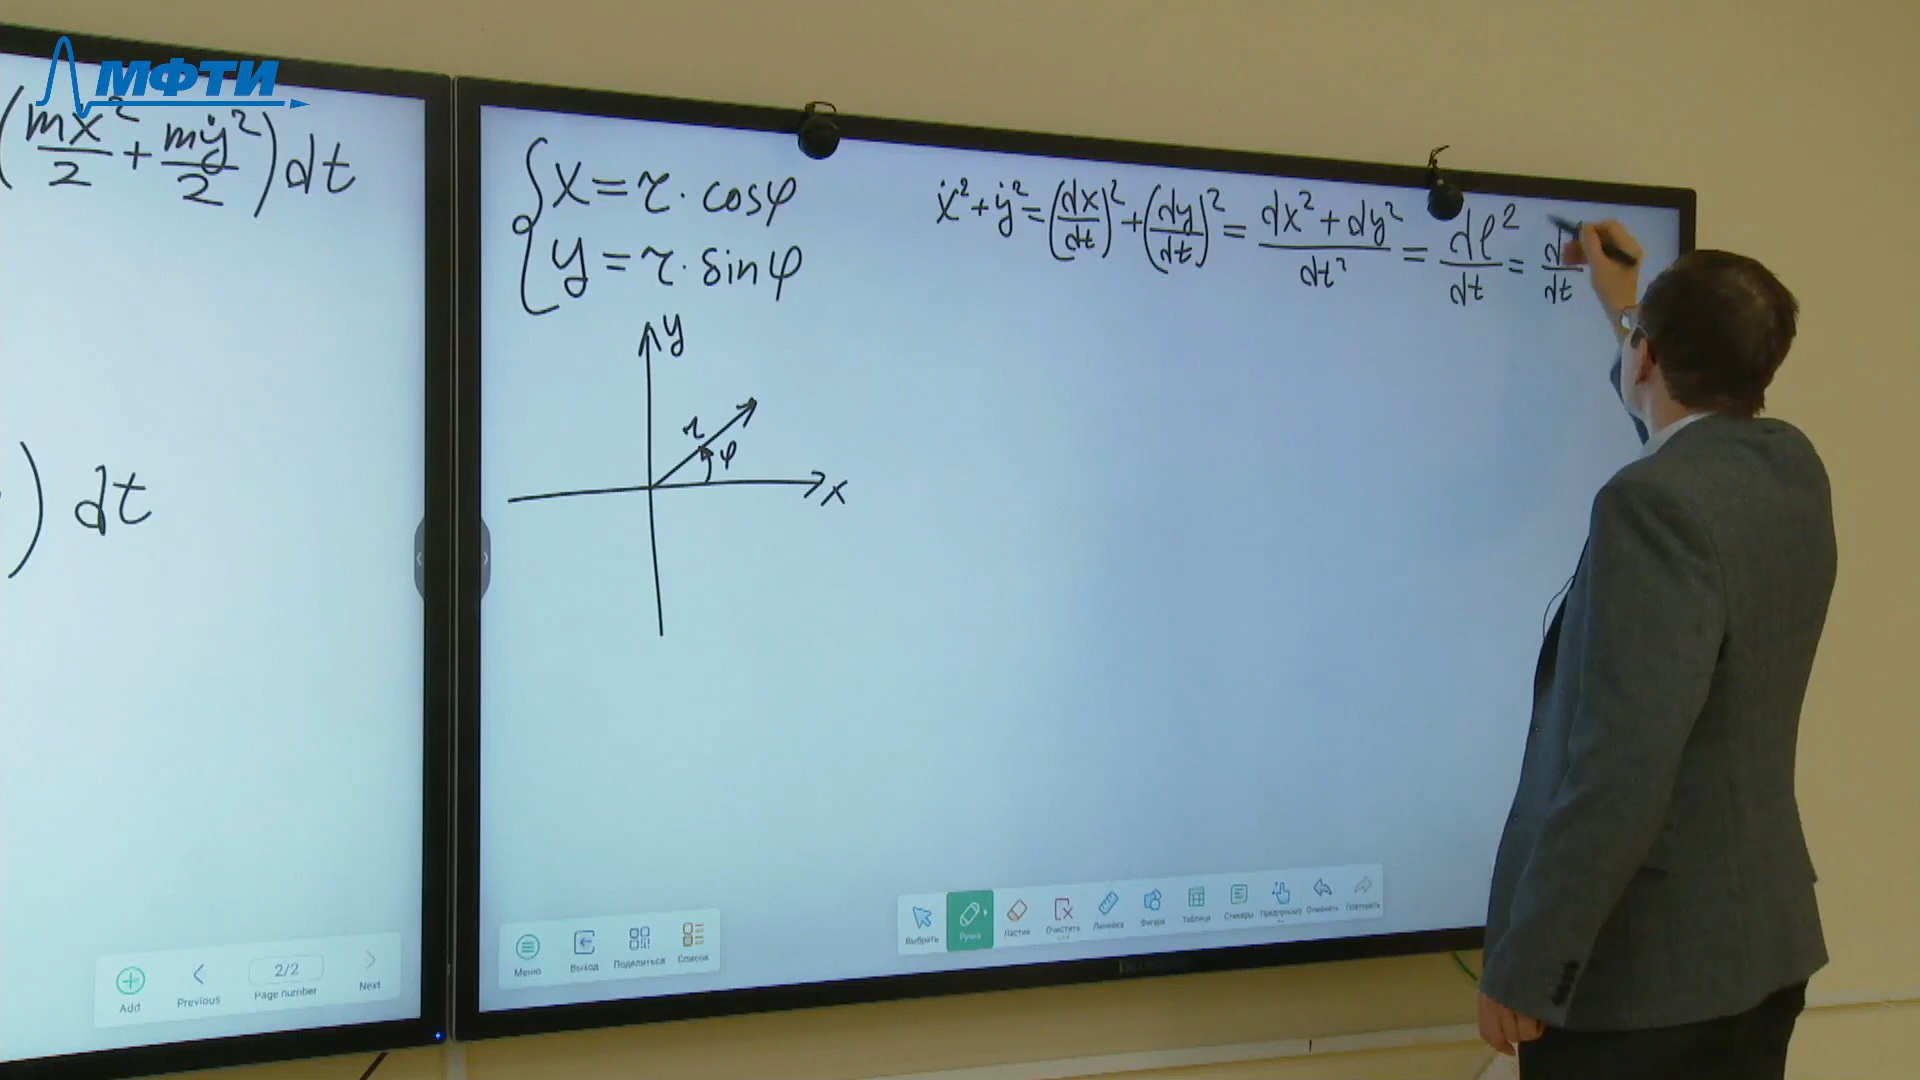 МФТИ
(mẋ²/2 + mẏ²/2) dt
) dt
{ x = r · cosφ
y = r · sinφ
ẋ² + ẏ² = (dx/dt)² + (dy/dt)² = (dx² + dy²)/dt² = dl²/dt = d/dt
y
r
φ
x
Add
Previous
2/2
Page number
Next
Меню
Выход
Поделиться
Список
Выбрать
Ручка
Ластик
Очистить
Линейка
Фигура
Таблица
Стикеры
Отменить
Повторить